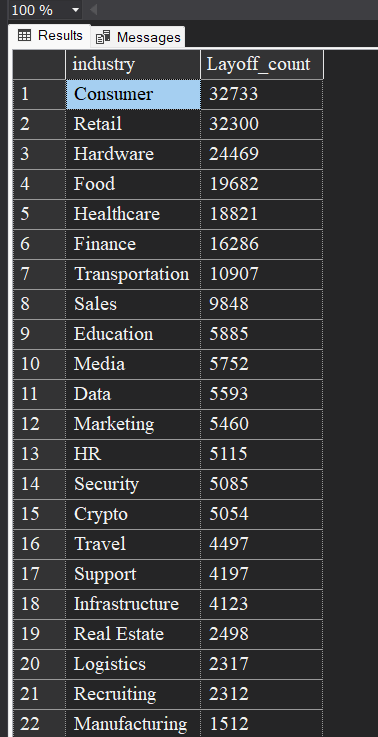 100 %
Results Messages
industry Layoff_count
1 Consumer 32733
2 Retail 32300
3 Hardware 24469
4 Food 19682
5 Healthcare 18821
6 Finance 16286
7 Transportation 10907
8 Sales 9848
9 Education 5885
10 Media 5752
11 Data 5593
12 Marketing 5460
13 HR 5115
14 Security 5085
15 Crypto 5054
16 Travel 4497
17 Support 4197
18 Infrastructure 4123
19 Real Estate 2498
20 Logistics 2317
21 Recruiting 2312
22 Manufacturing 1512